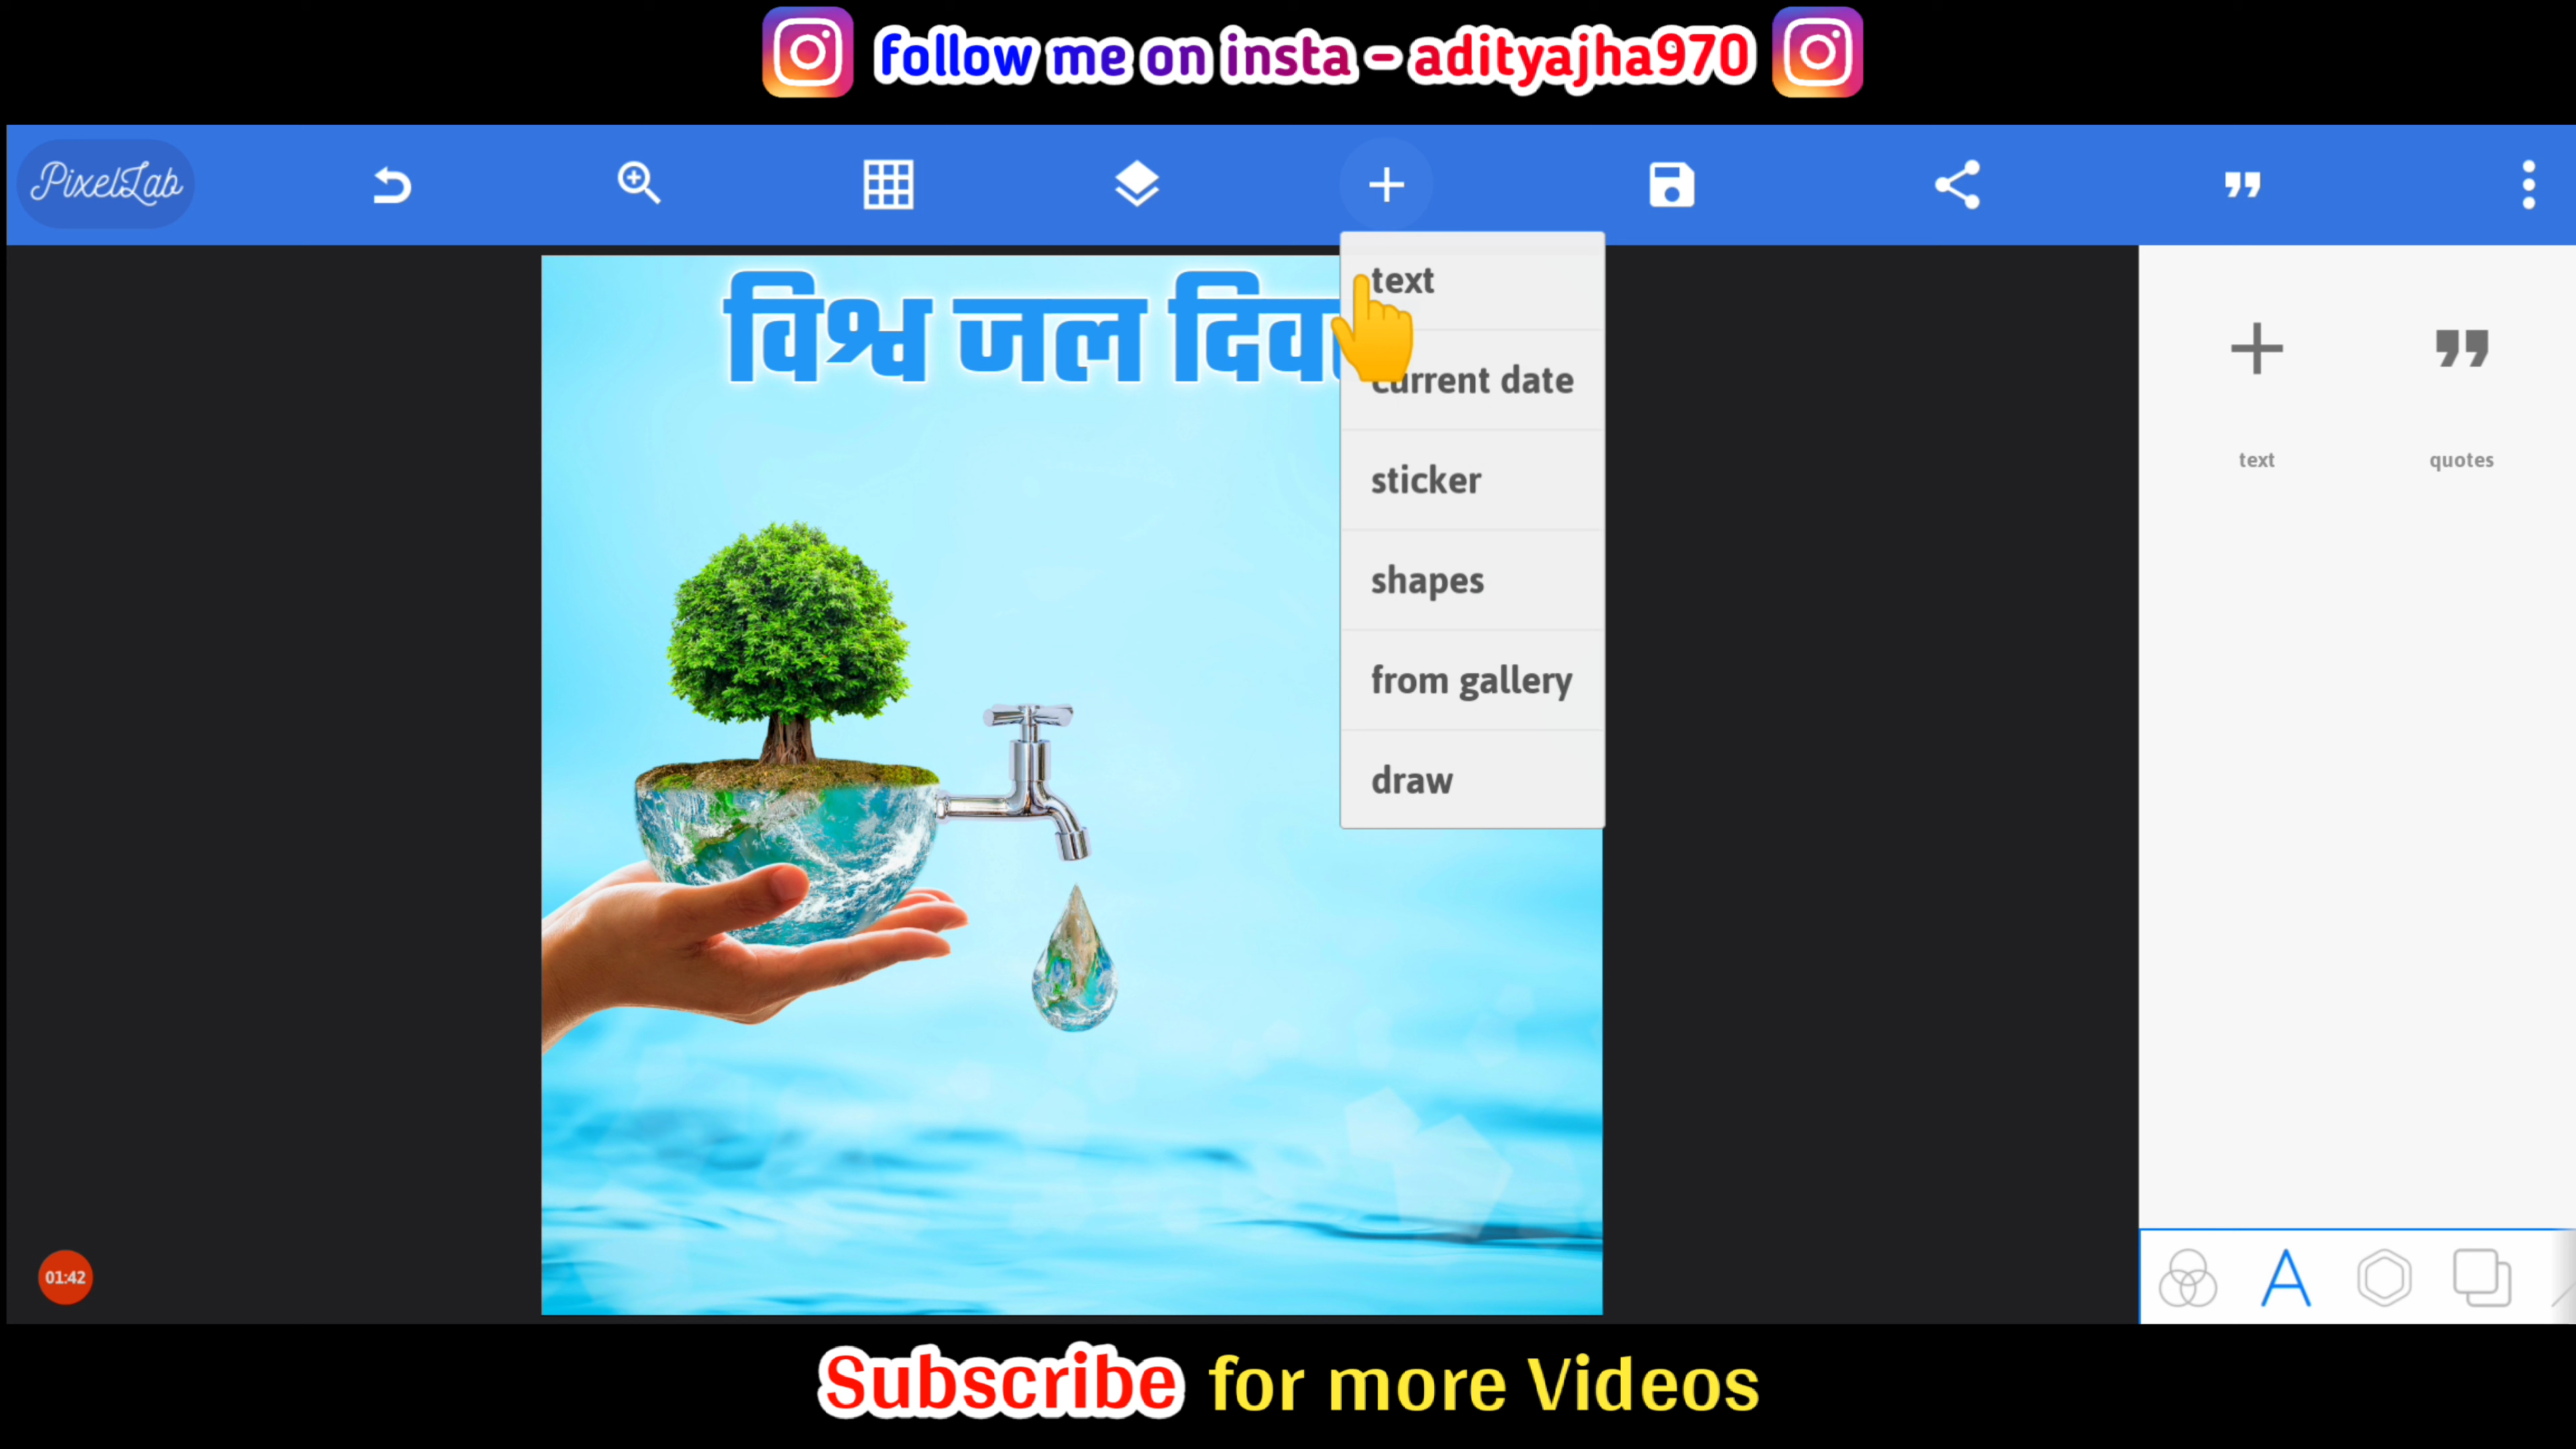 follow me on insta - adityajha970
PixelLab
विश्व जल
text
current date
sticker
shapes
from gallery
draw
text
quotes
01:42
Subscribe for more Videos